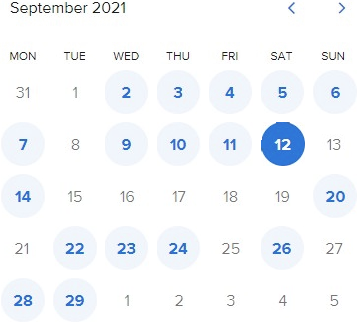 September 2021
MON TUE WED THU FRI SAT SUN
31 1 2 3 4 5 6
7 8 9 10 11 12 13
14 15 16 17 18 19 20
21 22 23 24 25 26 27
28 29 1 2 3 4 5